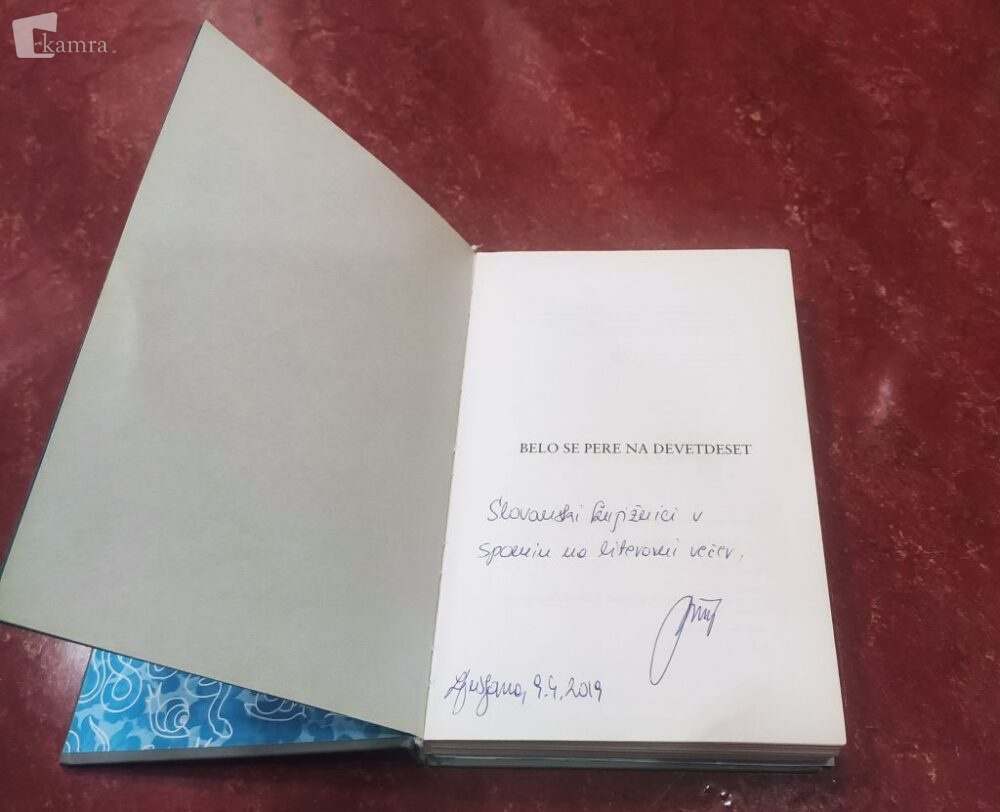 kamra.
BELO SE PERE NA DEVETDESET
Slovanski knjižnici v
spomin na literarni večer.
Ljubljana, 9.4.2019